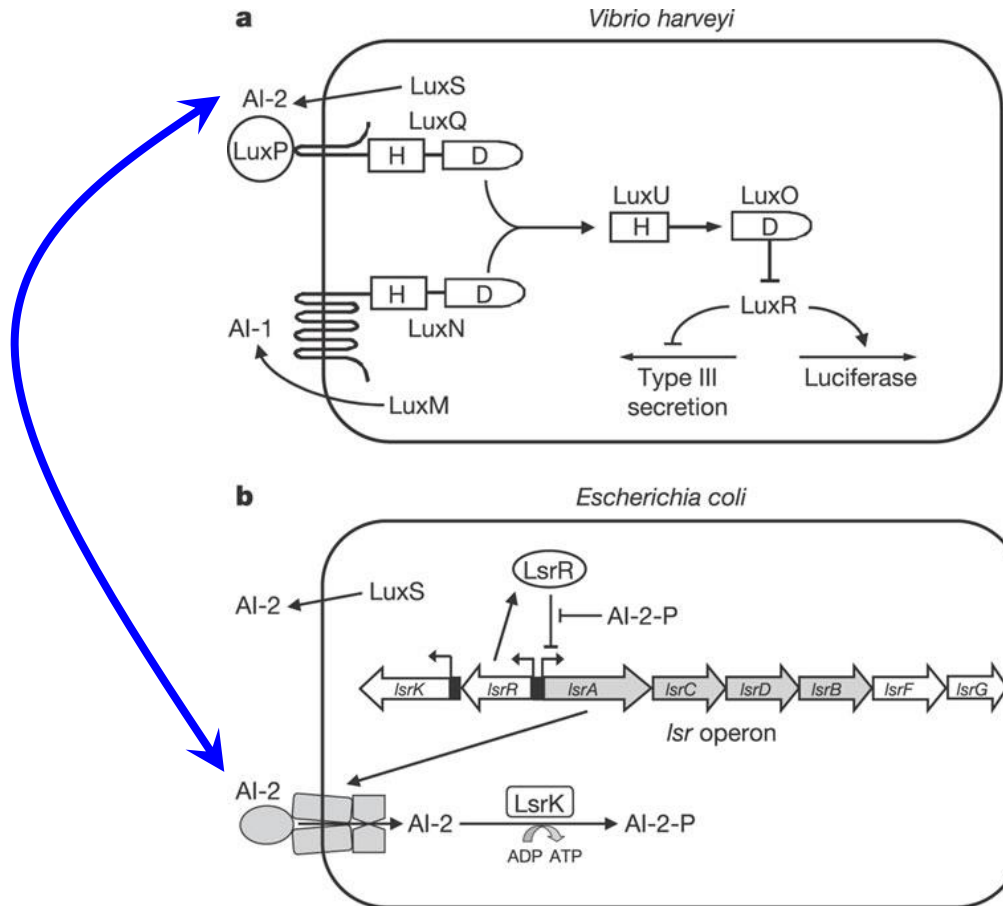 a
Vibrio harveyi
AI-2
LuxS
LuxQ
LuxP
H
D
LuxU
LuxO
H
D
H
D
LuxN
LuxR
AI-1
Type III
secretion
Luciferase
LuxM
b
Escherichia coli
LsrR
AI-2
LuxS
AI-2-P
lsrK
lsrR
lsrA
lsrC
lsrD
lsrB
lsrF
lsrG
lsr operon
AI-2
AI-2
LsrK
AI-2-P
ADP ATP